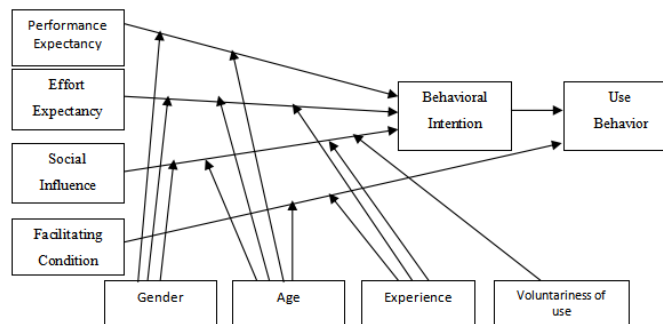 Performance
Expectancy
Effort
Expectancy
Behavioral
Intention
Use
Behavior
Social
Influence
Facilitating
Condition
Gender
Age
Experience
Voluntariness of
use